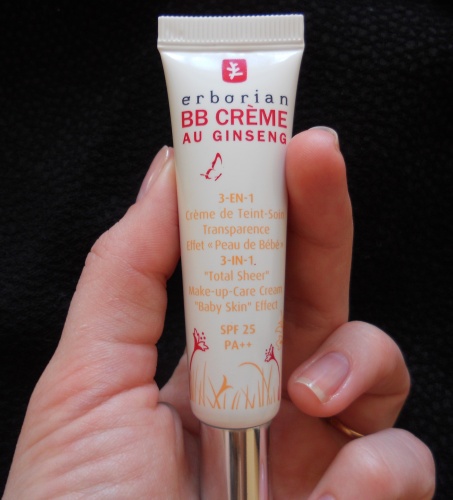 erborian
BB CRÈME
AU GINSENG
3-EN-1
Crème de Teint-Soin
Transparence
Effet « Peau de Bébé »
3-IN-1
"Total Sheer"
Make-up-Care Cream
"Baby Skin" Effect
SPF 25
PA++